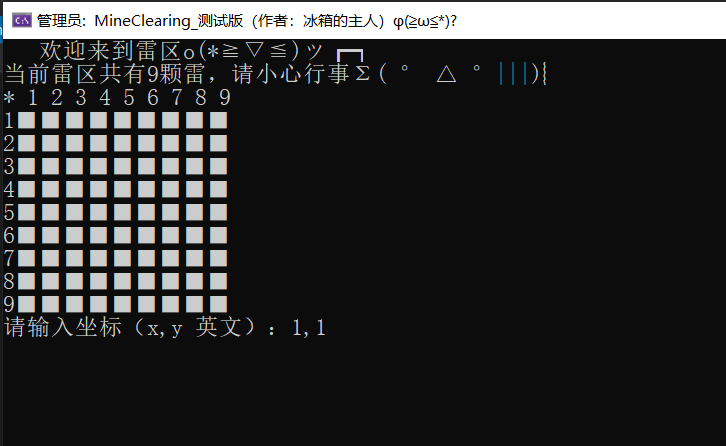 管理员: MineClearing_测试版（作者：冰箱的主人）φ(≧ω≦*)?
欢迎来到雷区o(*≧▽≦)ツ┏━┓
当前雷区共有9颗雷，请小心行事Σ( ° △ °|||)︴
* 1 2 3 4 5 6 7 8 9
1■■■■■■■■■
2■■■■■■■■■
3■■■■■■■■■
4■■■■■■■■■
5■■■■■■■■■
6■■■■■■■■■
7■■■■■■■■■
8■■■■■■■■■
9■■■■■■■■■
请输入坐标（x,y 英文）：1,1